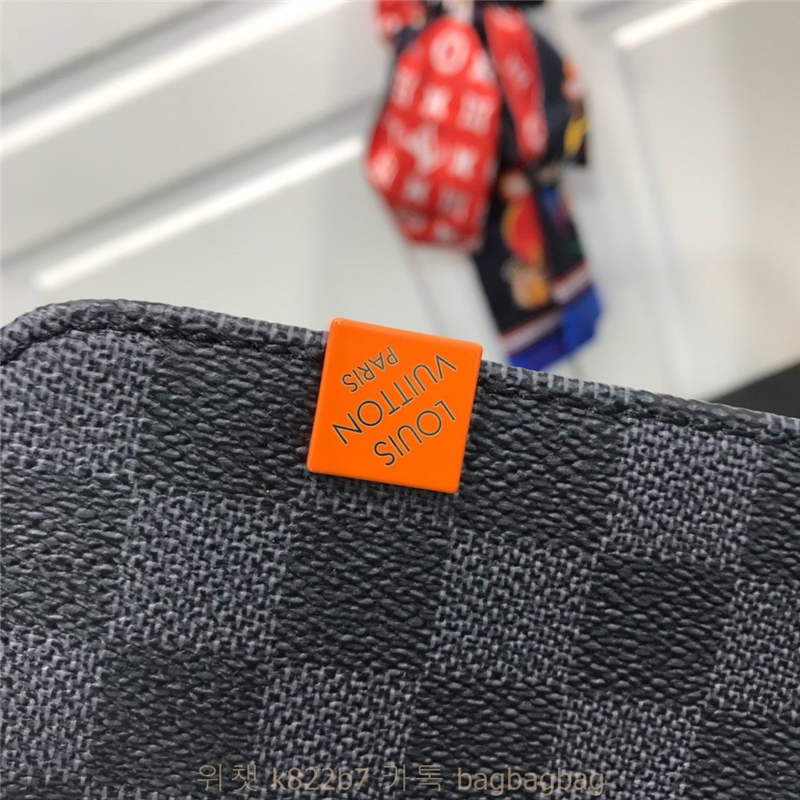 LOUIS
VUITTON
PARIS
위챗 k822b7 카톡 bagbagbag